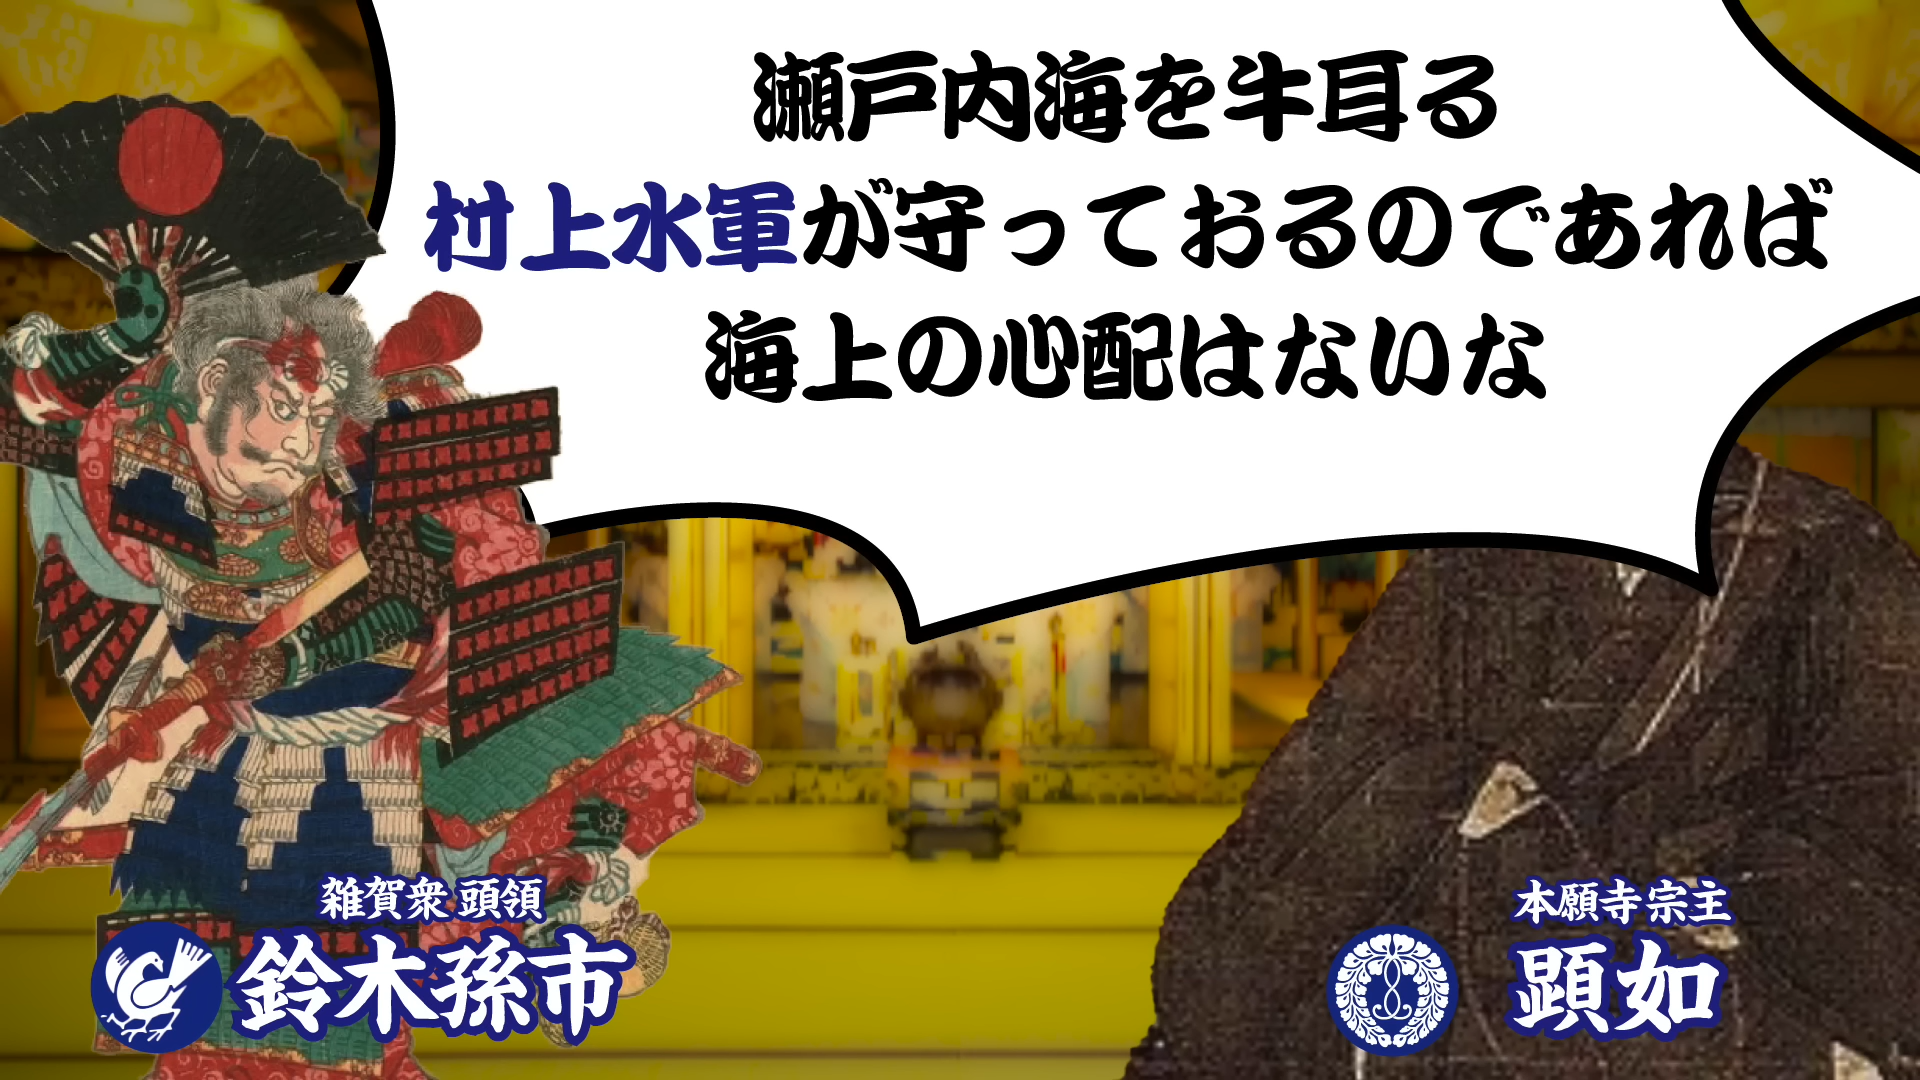 瀬戸内海を牛耳る
村上水軍が守っておるのであれば
海上の心配はないな
雑賀衆 頭領
鈴木孫市
本願寺宗主
顕如